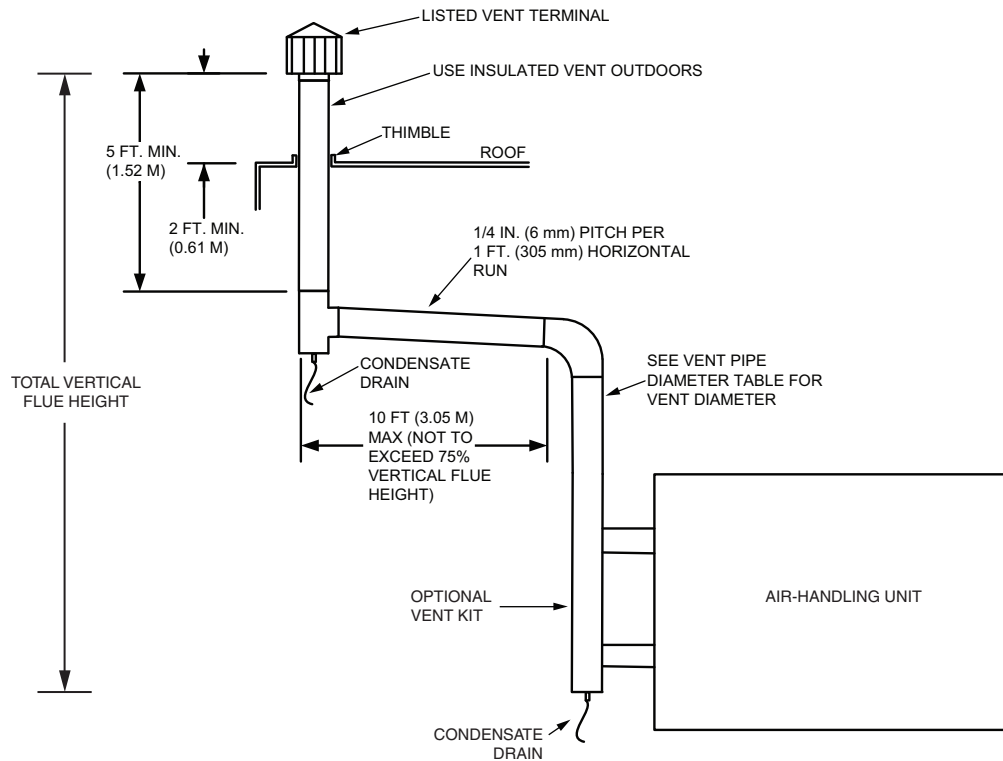 LISTED VENT TERMINAL
USE INSULATED VENT OUTDOORS
THIMBLE
ROOF
5 FT. MIN.
(1.52 M)
2 FT. MIN.
(0.61 M)
1/4 IN. (6 mm) PITCH PER
1 FT. (305 mm) HORIZONTAL
RUN
TOTAL VERTICAL
FLUE HEIGHT
CONDENSATE
DRAIN
SEE VENT PIPE
DIAMETER TABLE FOR
VENT DIAMETER
10 FT (3.05 M)
MAX (NOT TO
EXCEED 75%
VERTICAL FLUE
HEIGHT)
OPTIONAL
VENT KIT
AIR-HANDLING UNIT
CONDENSATE
DRAIN